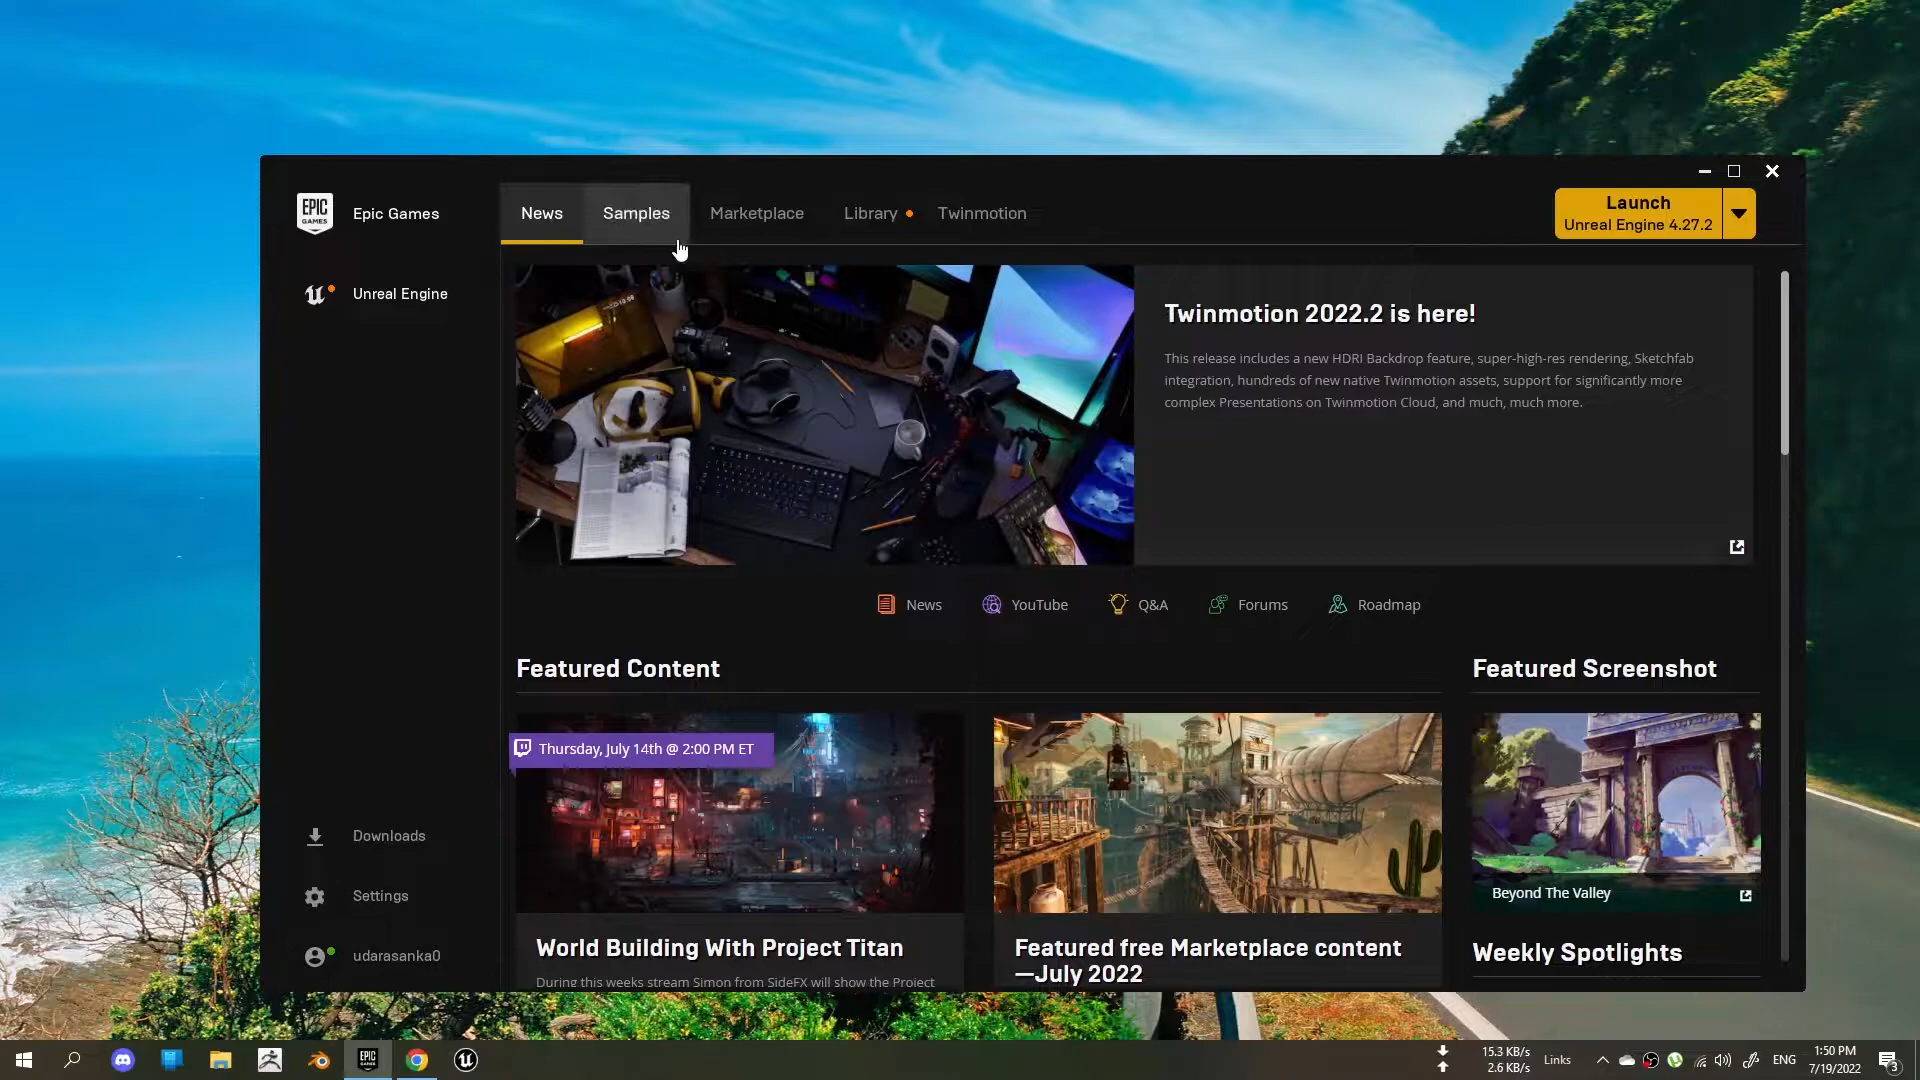 EPIC
GAMES
Epic Games
News
Samples
Marketplace
Library
Twinmotion
Launch
Unreal Engine 4.27.2
Unreal Engine
Twinmotion 2022.2 is here!
This release includes a new HDRI Backdrop feature, super-high-res rendering, Sketchfab
integration, hundreds of new native Twinmotion assets, support for significantly more
complex Presentations on Twinmotion Cloud, and much, much more.
News
YouTube
Q&A
Forums
Roadmap
Featured Content
Featured Screenshot
Thursday, July 14th @ 2:00 PM ET
Beyond The Valley
World Building With Project Titan
During this weeks stream Simon from SideFX will show the Project
Featured free Marketplace content
—July 2022
Weekly Spotlights
Downloads
Settings
udarasanka0
EPIC
GAMES
15.3 KB/s
2.6 KB/s
Links
ENG
1:50 PM
7/19/2022
3